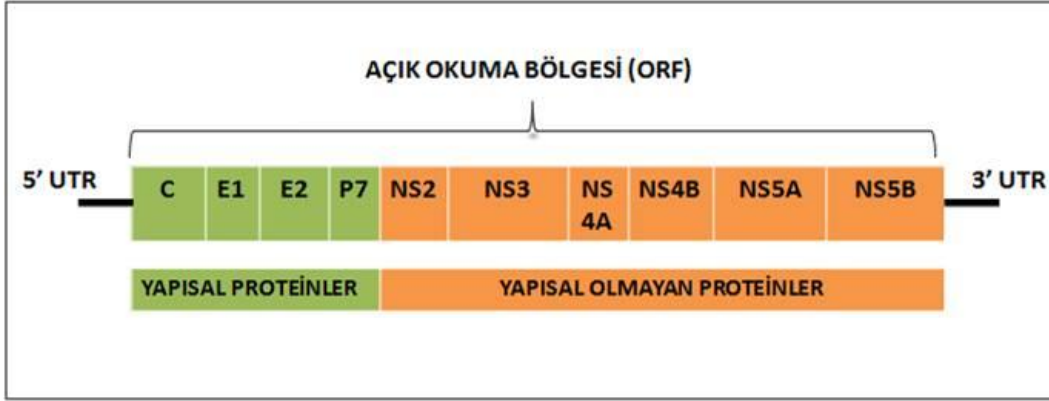 AÇIK OKUMA BÖLGESİ (ORF)
5’ UTR
C E1 E2 P7 NS2 NS3 NS 4A NS4B NS5A NS5B
3’ UTR
YAPISAL PROTEİNLER YAPISAL OLMAYAN PROTEİNLER